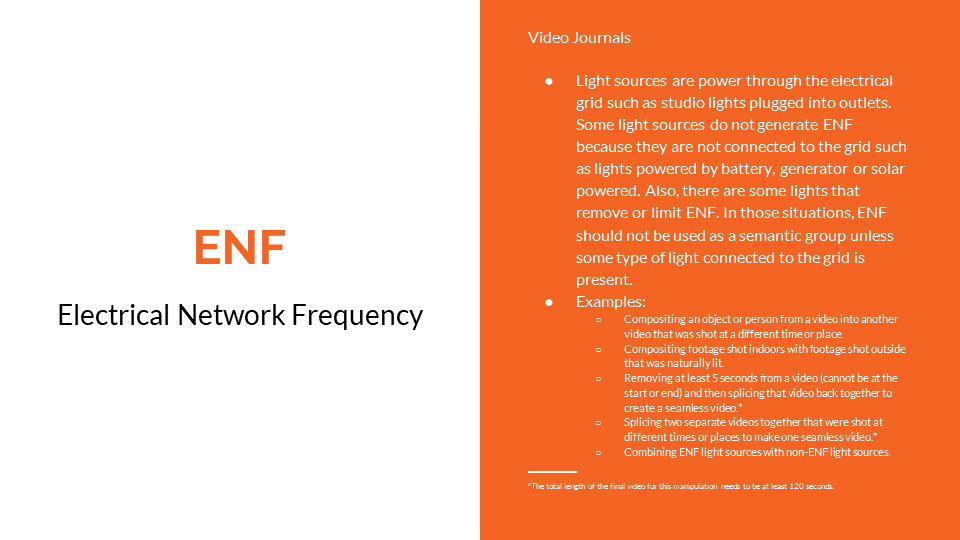 ENF
Electrical Network Frequency
Video Journals
● Light sources are power through the electrical
grid such as studio lights plugged into outlets.
Some light sources do not generate ENF
because they are not connected to the grid such
as lights powered by battery, generator or solar
powered. Also, there are some lights that
remove or limit ENF. In those situations, ENF
should not be used as a semantic group unless
some type of light connected to the grid is
present.
● Examples:
○ Compositing an object or person from a video into another
video that was shot at a different time or place.
○ Compositing footage shot indoors with footage shot outside
that was naturally lit.
○ Removing at least 5 seconds from a video (cannot be at the
start or end) and then splicing that video back together to
create a seamless video.*
○ Splicing two separate videos together that were shot at
different times or places to make one seamless video.*
○ Combining ENF light sources with non-ENF light sources.
*The total length of the final video for this manipulation needs to be at least 120 seconds.